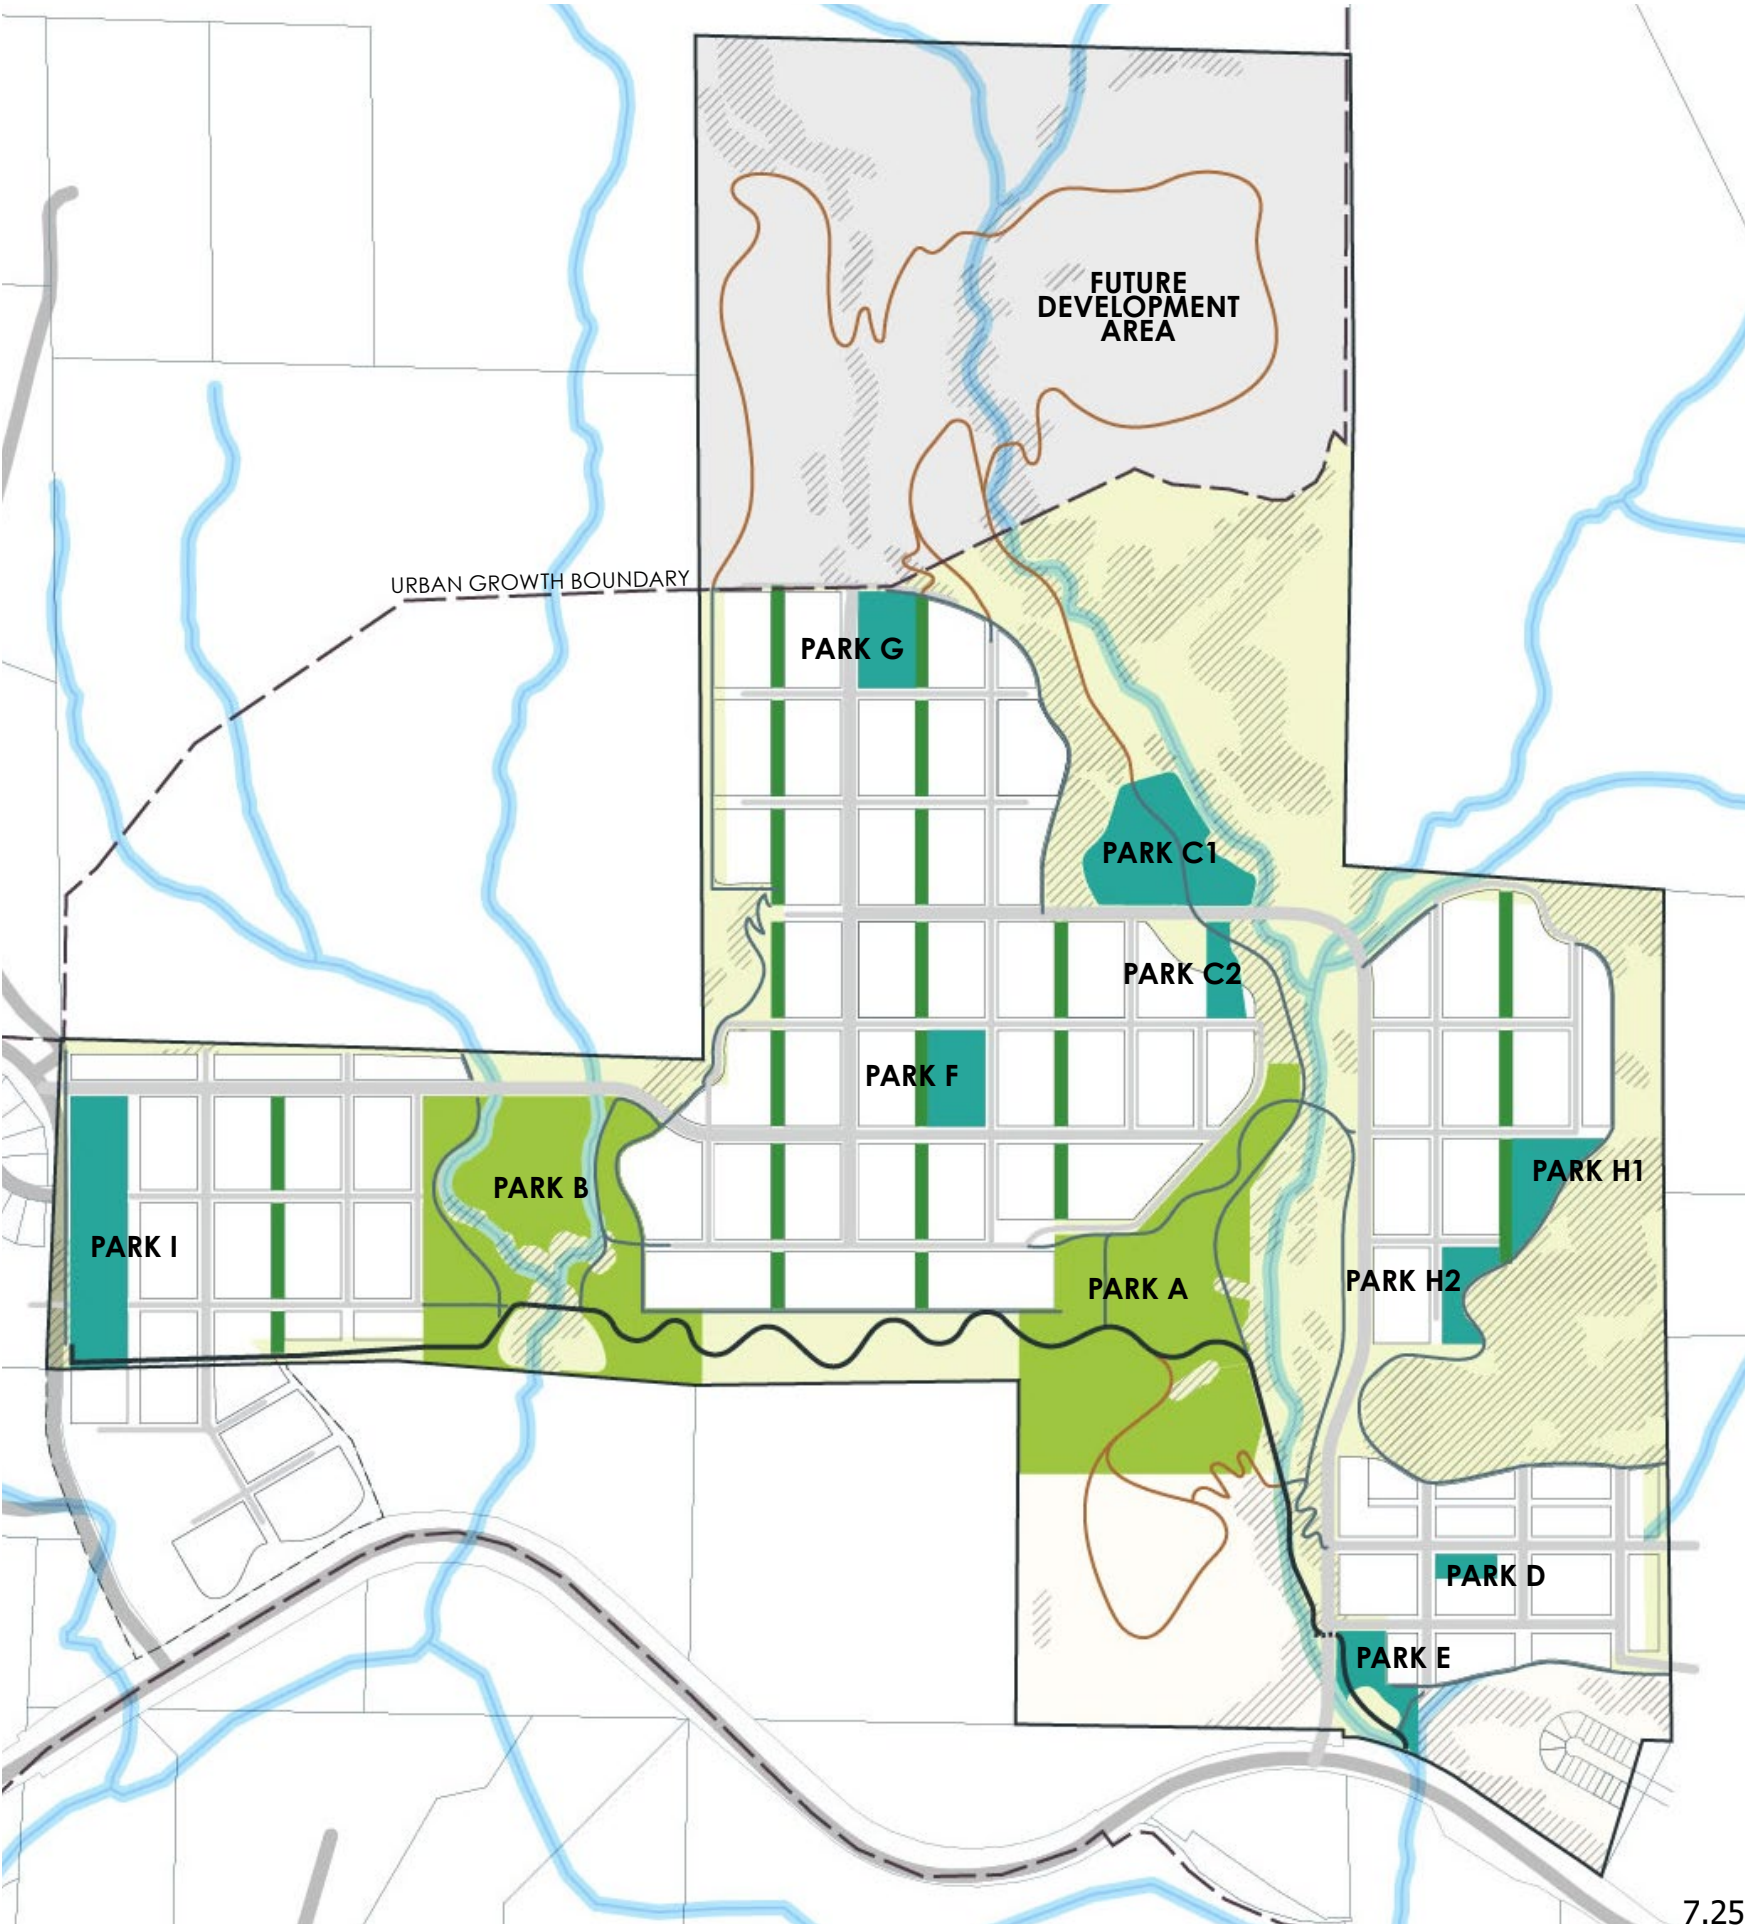 FUTURE
DEVELOPMENT
AREA
URBAN GROWTH BOUNDARY
PARK G
PARK C1
PARK C2
PARK F
PARK H1
PARK B
PARK I
PARK H2
PARK A
PARK D
PARK E
7.25